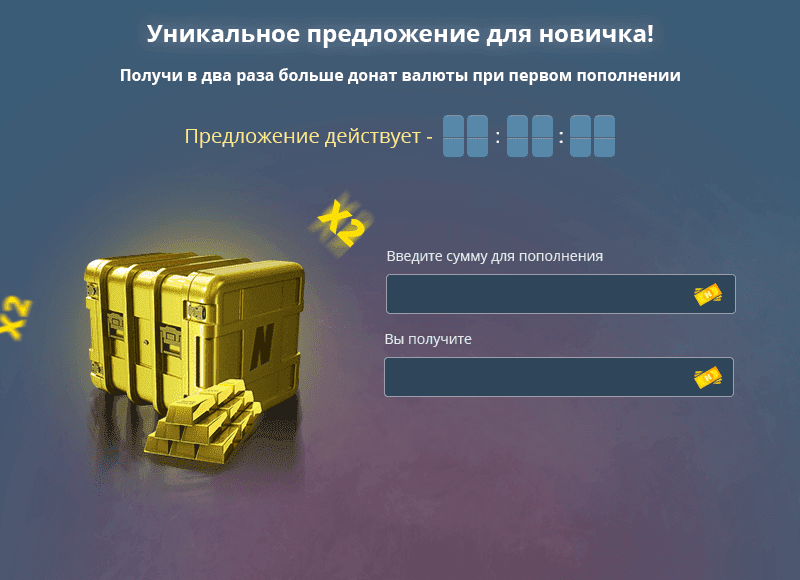 Уникальное предложение для новичка!
Получи в два раза больше донат валюты при первом пополнении
Предложение действует - : :
X2
Введите сумму для пополнения
X2
N
Вы получите